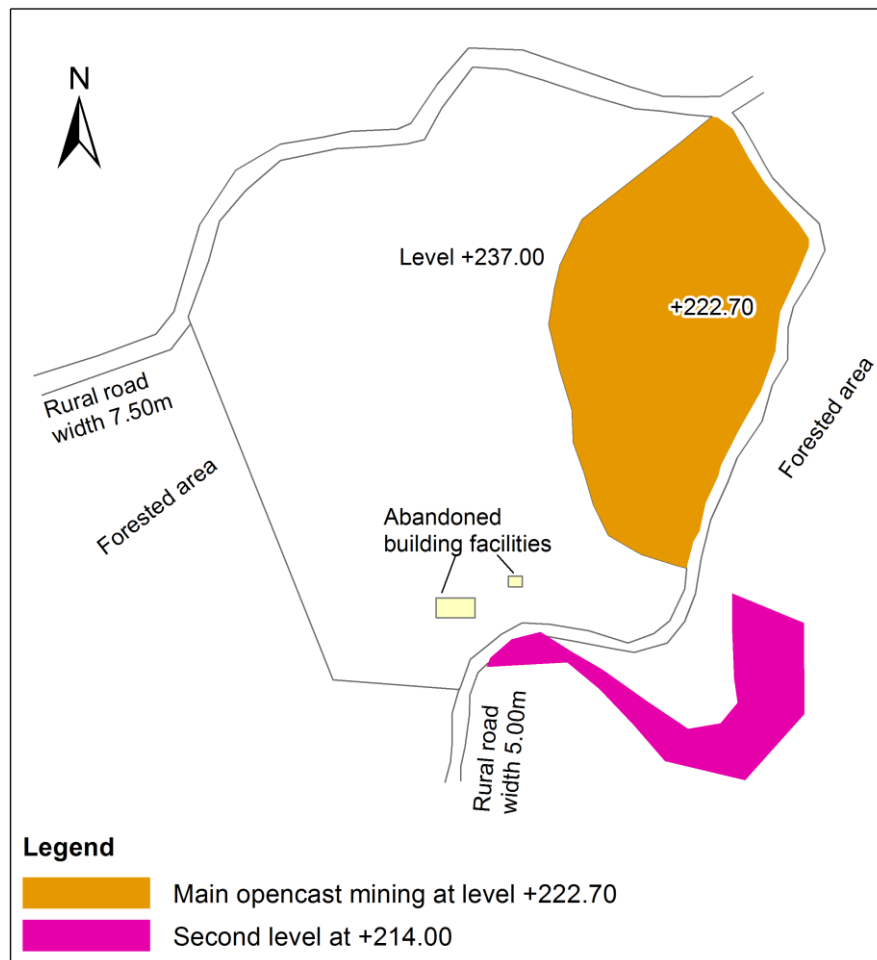 N
Level +237.00
+222.70
Rural road
width 7.50m
Forested area
Forested area
Abandoned
building facilities
Rural road
width 5.00m
Legend
Main opencast mining at level +222.70
Second level at +214.00